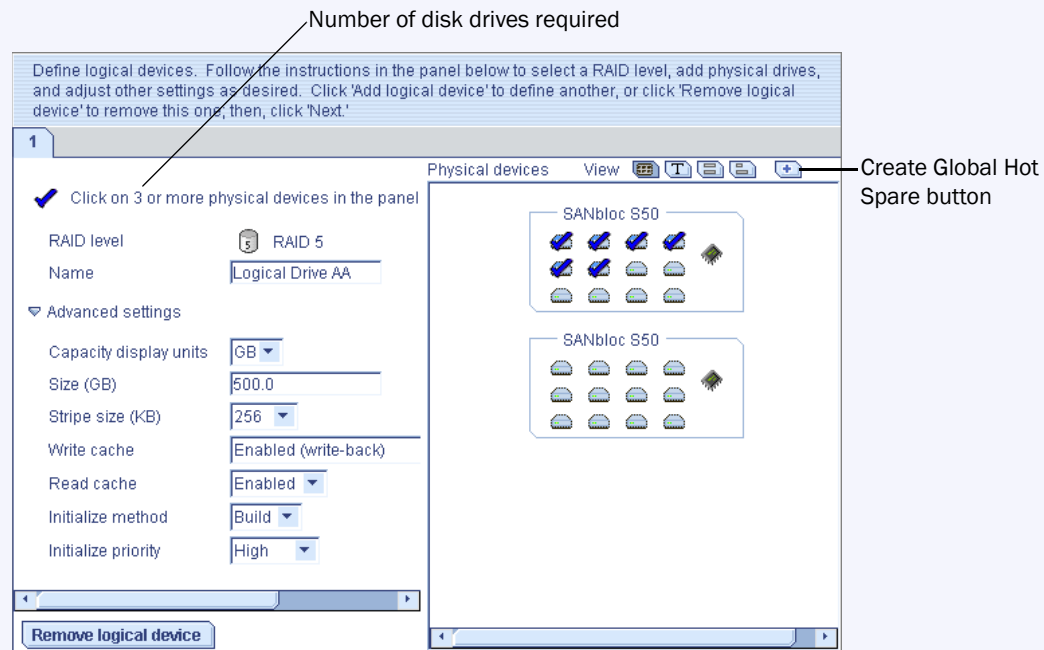 Number of disk drives required
Define logical devices. Follow the instructions in the panel below to select a RAID level, add physical drives,
and adjust other settings as desired. Click 'Add logical device' to define another, or click 'Remove logical
device' to remove this one; then, click 'Next.'
1
Physical devices View T +
Create Global Hot
Spare button
Click on 3 or more physical devices in the panel
RAID level 5 RAID 5
Name Logical Drive AA
Advanced settings
Capacity display units GB
Size (GB) 500.0
Stripe size (KB) 256
Write cache Enabled (write-back)
Read cache Enabled
Initialize method Build
Initialize priority High
Remove logical device
SANbloc S50
SANbloc S50